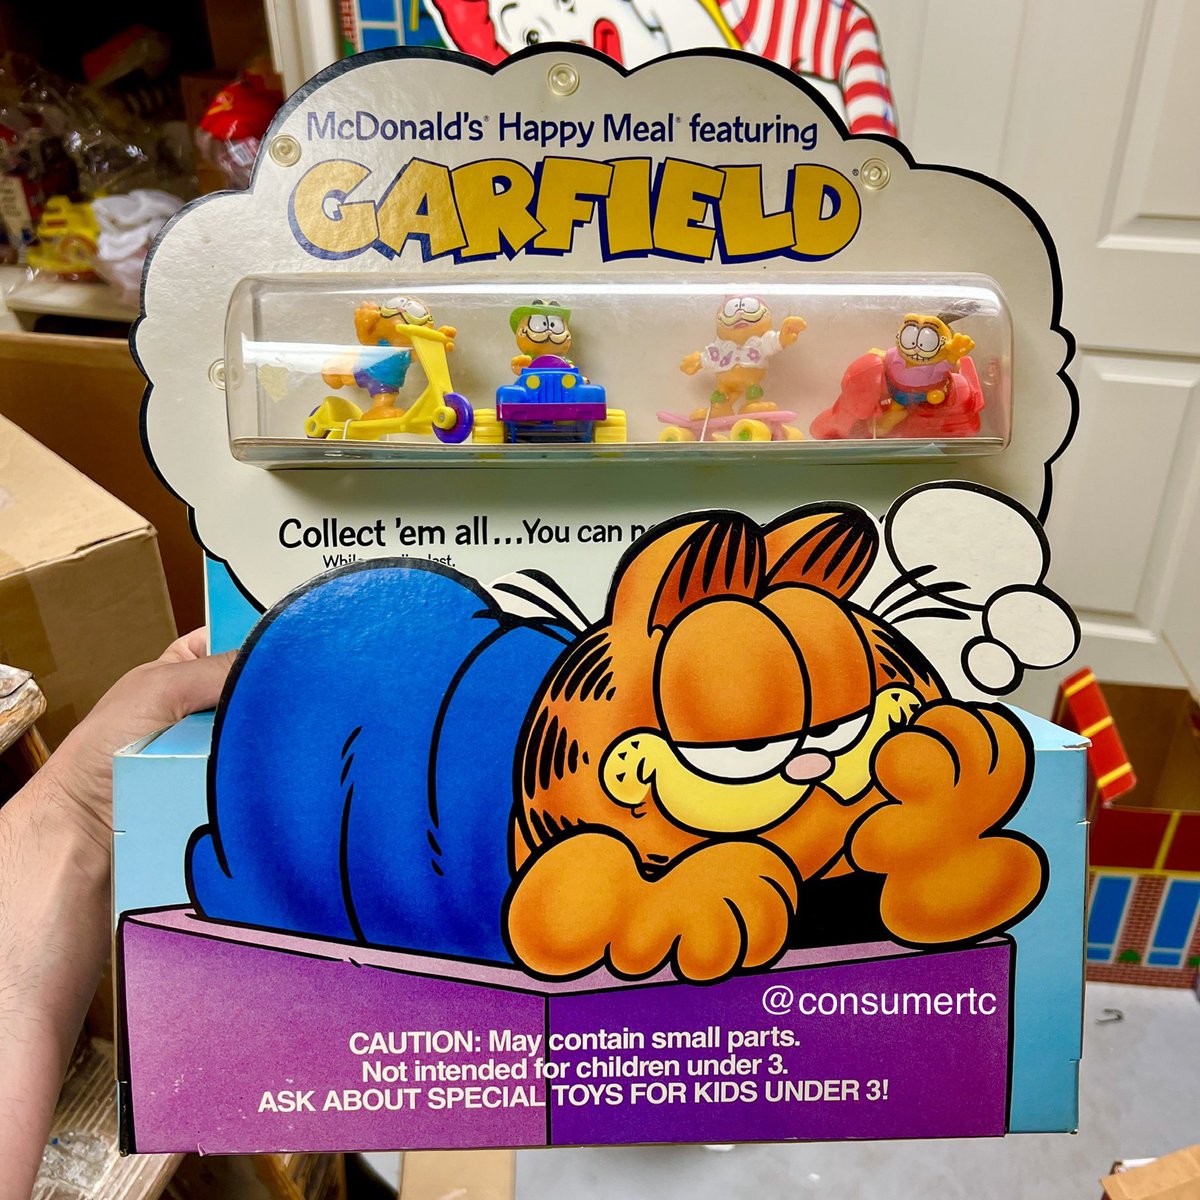 McDonald's® Happy Meal® featuring
GARFIELD®
Collect 'em all...You can
@consumertc
CAUTION: May contain small parts.
Not intended for children under 3.
ASK ABOUT SPECIAL TOYS FOR KIDS UNDER 3!